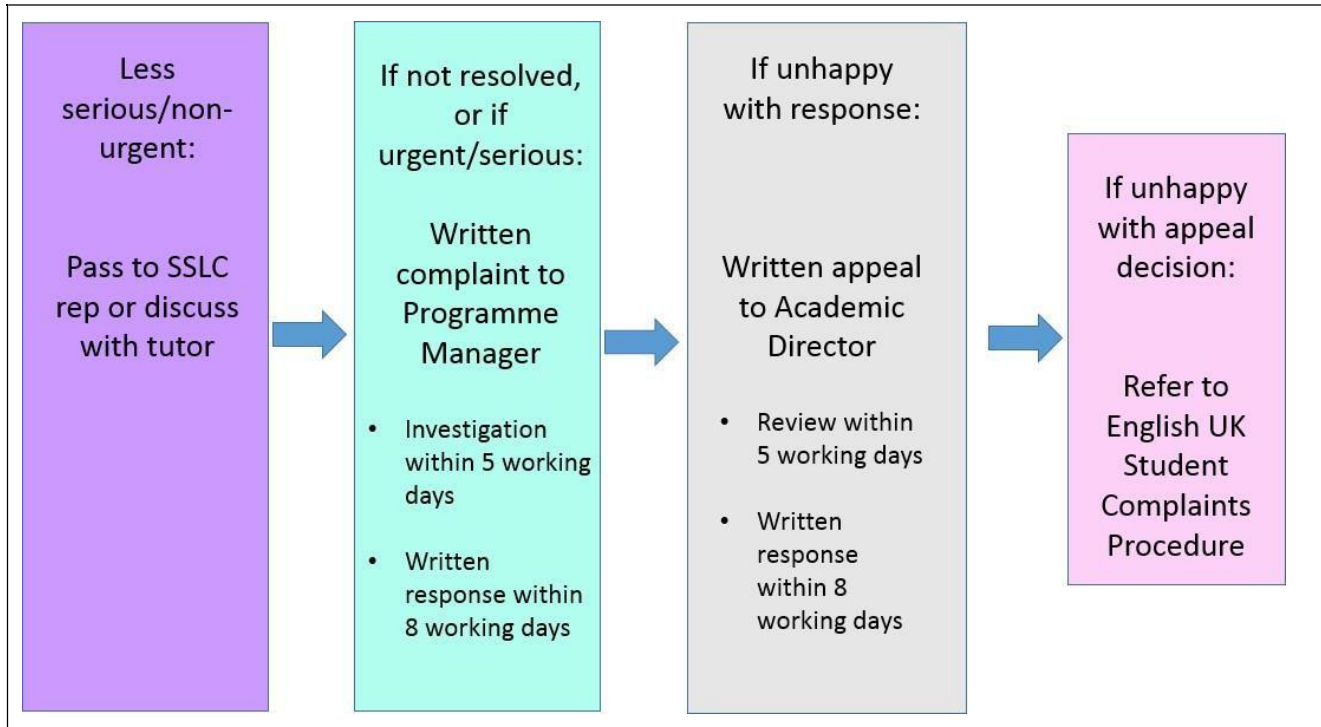 Less
serious/non-
urgent:
Pass to SSLC
rep or discuss
with tutor
If not resolved,
or if
urgent/serious:
Written
complaint to
Programme
Manager
• Investigation
within 5 working
days
• Written
response within
8 working days
If unhappy
with response:
Written appeal
to Academic
Director
• Review within
5 working days
• Written
response
within 8
working days
If unhappy
with appeal
decision:
Refer to
English UK
Student
Complaints
Procedure